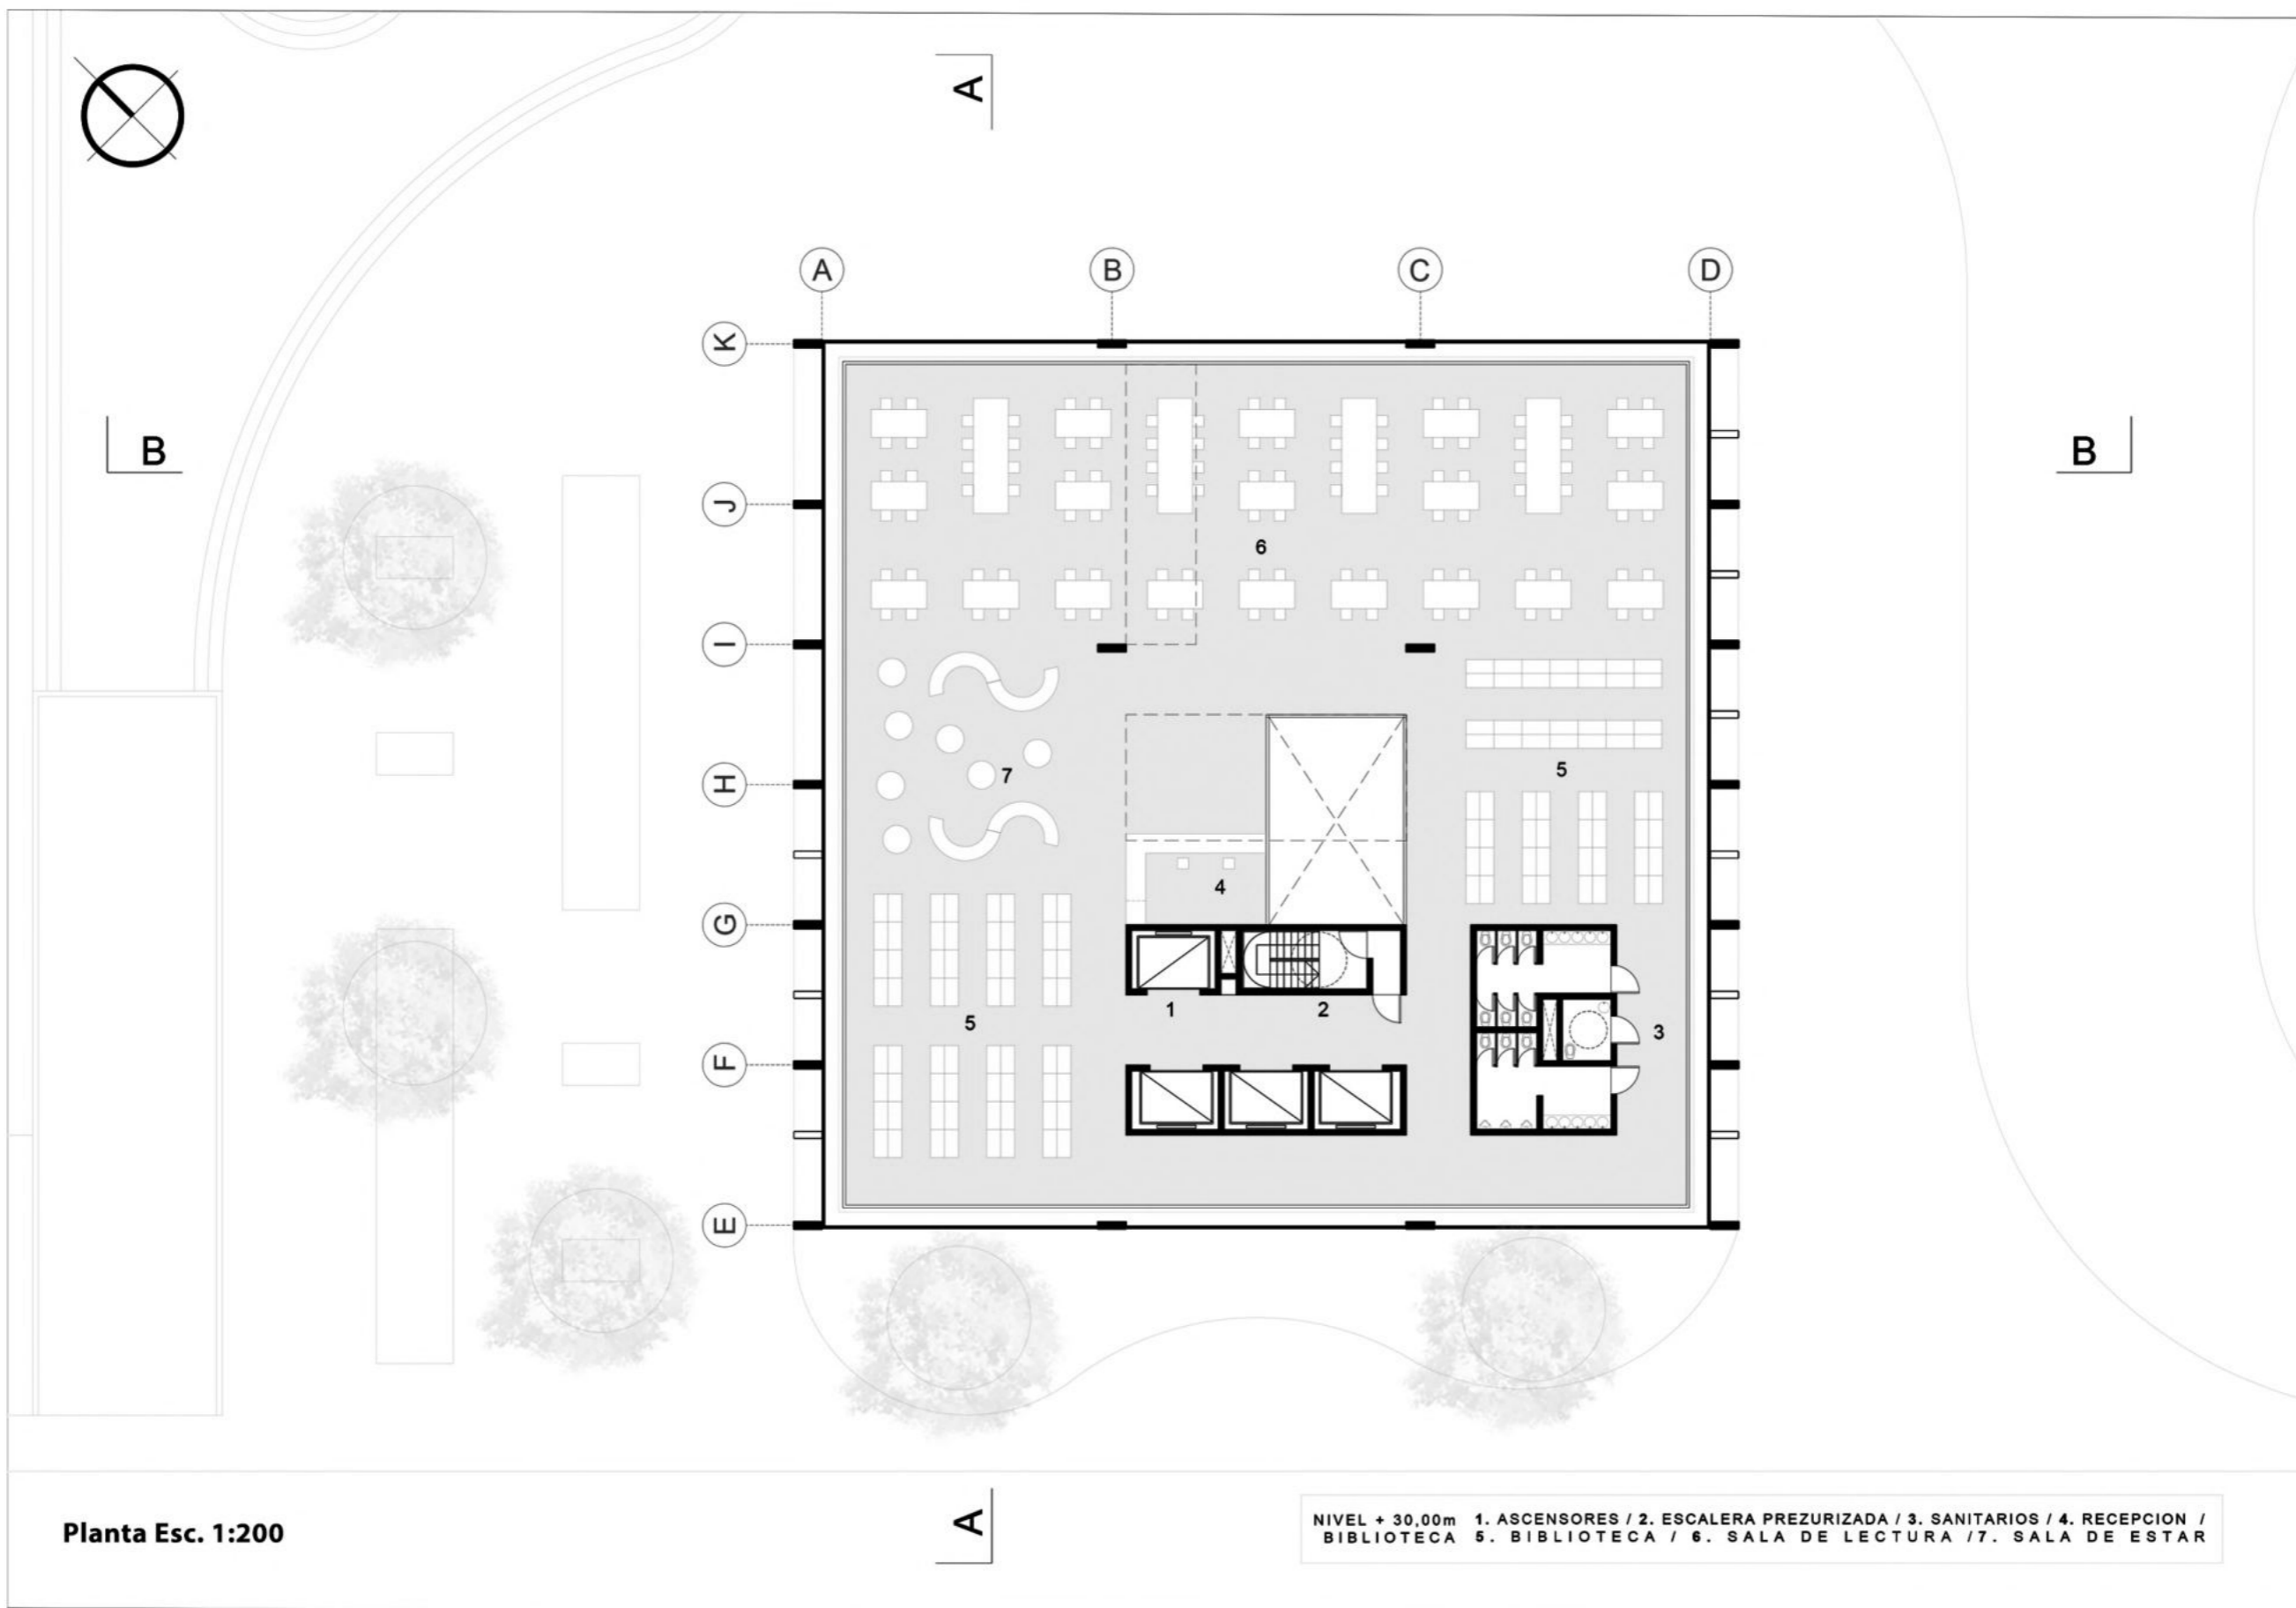 A
A B C D
K
B
B
J
6
I
7
5
H
4
G
1
2
5
3
F
E
A
Planta Esc. 1:200
NIVEL + 30,00m 1. ASCENSORES / 2. ESCALERA PREZURIZADA / 3. SANITARIOS / 4. RECEPCION /
BIBLIOTECA 5. BIBLIOTECA / 6. SALA DE LECTURA /7. SALA DE ESTAR